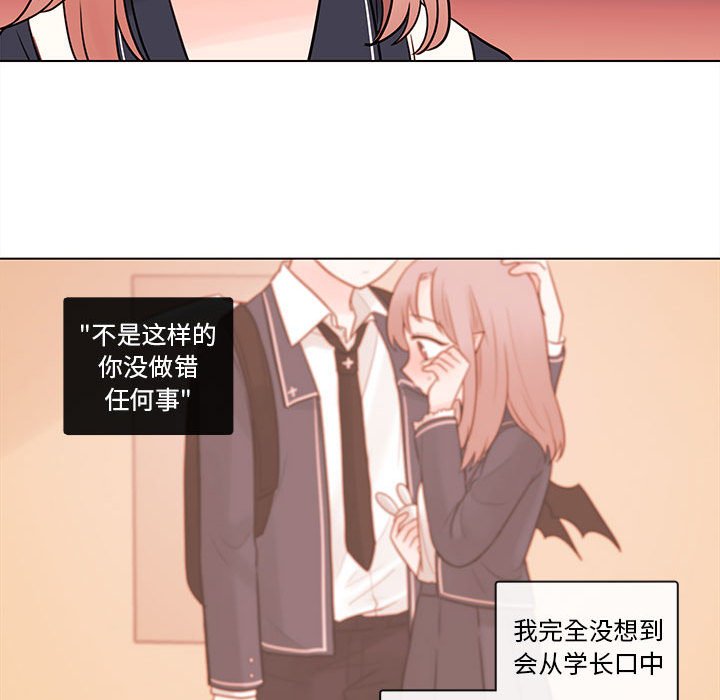 "不是这样的
你没做错
任何事"
我完全没想到
会从学长口中